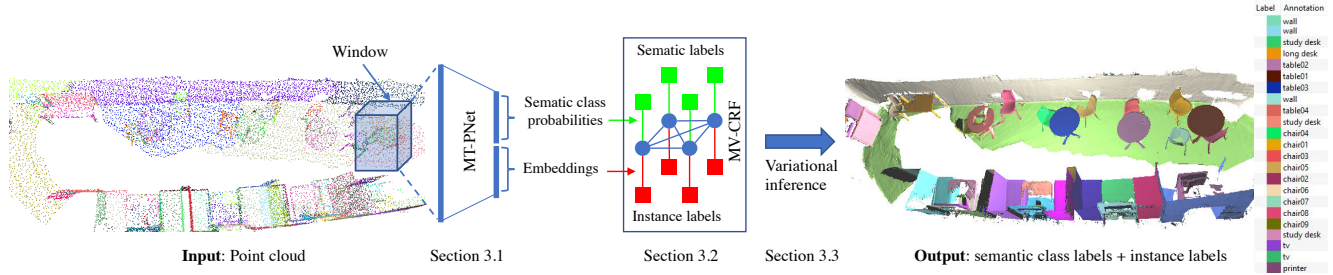 Window
MT-PNet
Sematic class
probabilities
Embeddings
Sematic labels
MV-CRF
Instance labels
Variational
inference
Label Annotation
wall
wall
study desk
long desk
table02
table01
table03
wall
table04
study desk
chair04
chair01
chair03
chair05
chair02
chair06
chair07
chair08
chair09
study desk
tv
tv
printer
Input: Point cloud
Section 3.1
Section 3.2
Section 3.3
Output: semantic class labels + instance labels